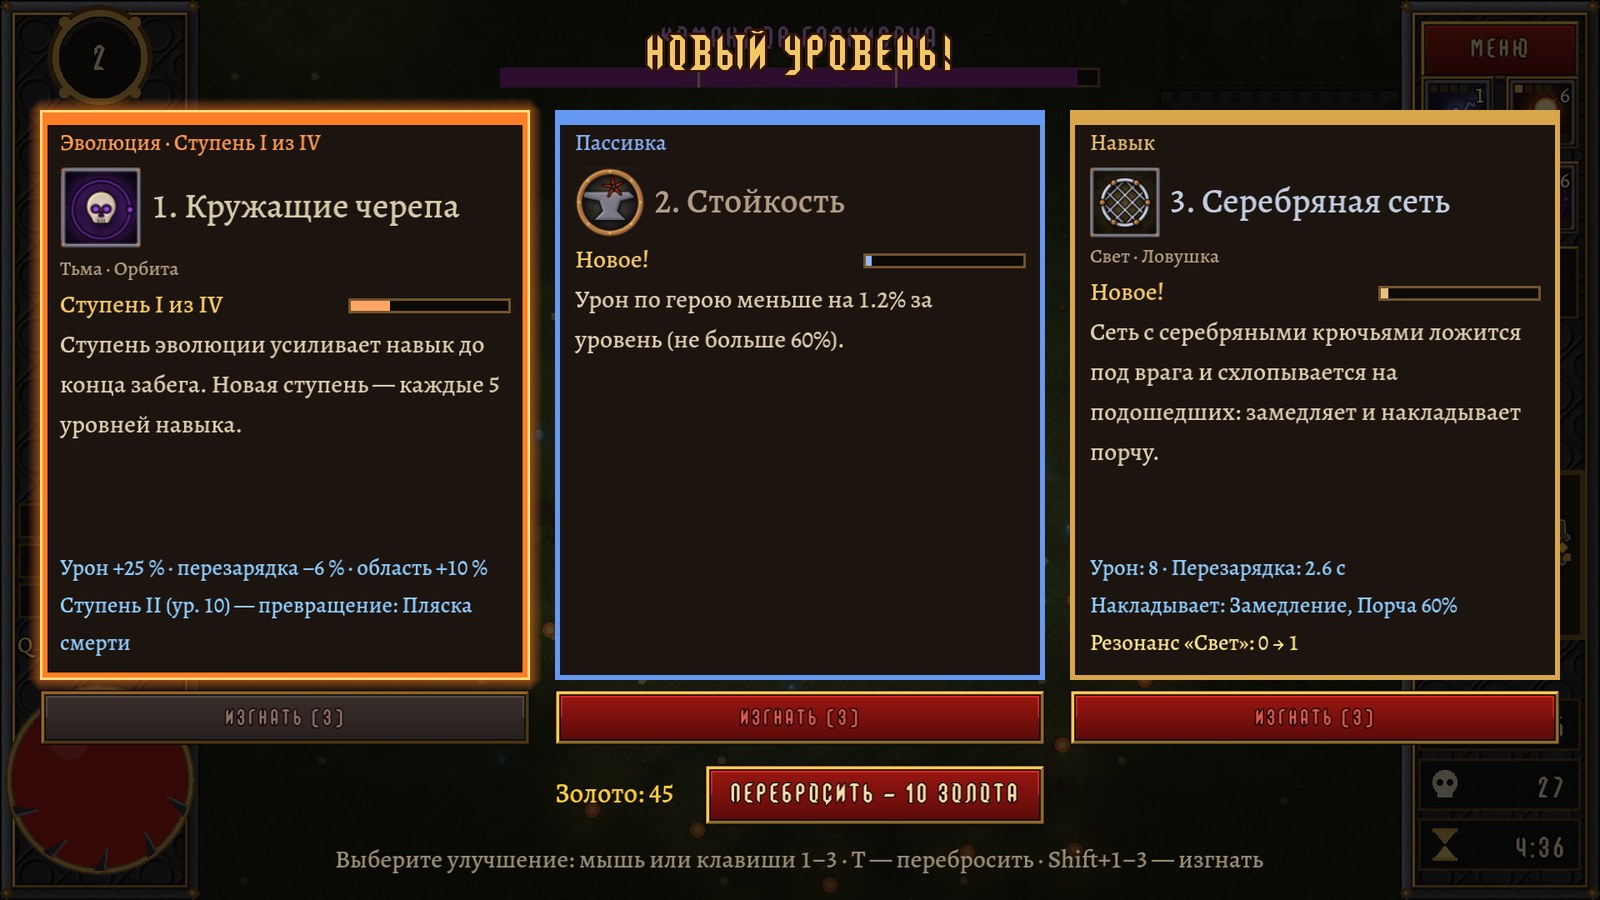 2
НОВЫЙ УРОВЕНЬ!
МЕНЮ
1
6
6
Эволюция · Ступень I из IV
1. Кружащие черепа
Тьма · Орбита
Ступень I из IV
Ступень эволюции усиливает навык до
конца забега. Новая ступень — каждые 5
уровней навыка.
Урон +25 % · перезарядка −6 % · область +10 %
Ступень II (ур. 10) — превращение: Пляска
смерти
ИЗГНАТЬ (3)
Пассивка
2. Стойкость
Новое!
Урон по герою меньше на 1.2% за
уровень (не больше 60%).
ИЗГНАТЬ (3)
Навык
3. Серебряная сеть
Свет · Ловушка
Новое!
Сеть с серебряными крючьями ложится
под врага и схлопывается на
подошедших: замедляет и накладывает
порчу.
Урон: 8 · Перезарядка: 2.6 с
Накладывает: Замедление, Порча 60%
Резонанс «Свет»: 0 → 1
ИЗГНАТЬ (3)
Q
Золото: 45
ПЕРЕБРОСИТЬ – 10 ЗОЛОТА
27
4:36
Выберите улучшение: мышь или клавиши 1–3 · T — перебросить · Shift+1–3 — изгнать